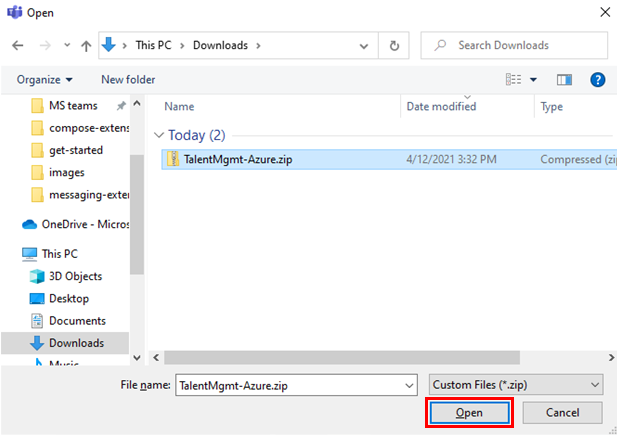 Open
This PC
Downloads
Search Downloads
Organize
New folder
MS teams
compose-exten
get-started
images
messaging-exte
OneDrive - Micros
This PC
3D Objects
Desktop
Documents
Downloads
Music
Name
Date modified
Type
Today (2)
TalentMgmt-Azure.zip
4/12/2021 3:32 PM
Compressed (zi
File name:
TalentMgmt-Azure.zip
Custom Files (*.zip)
Open
Cancel